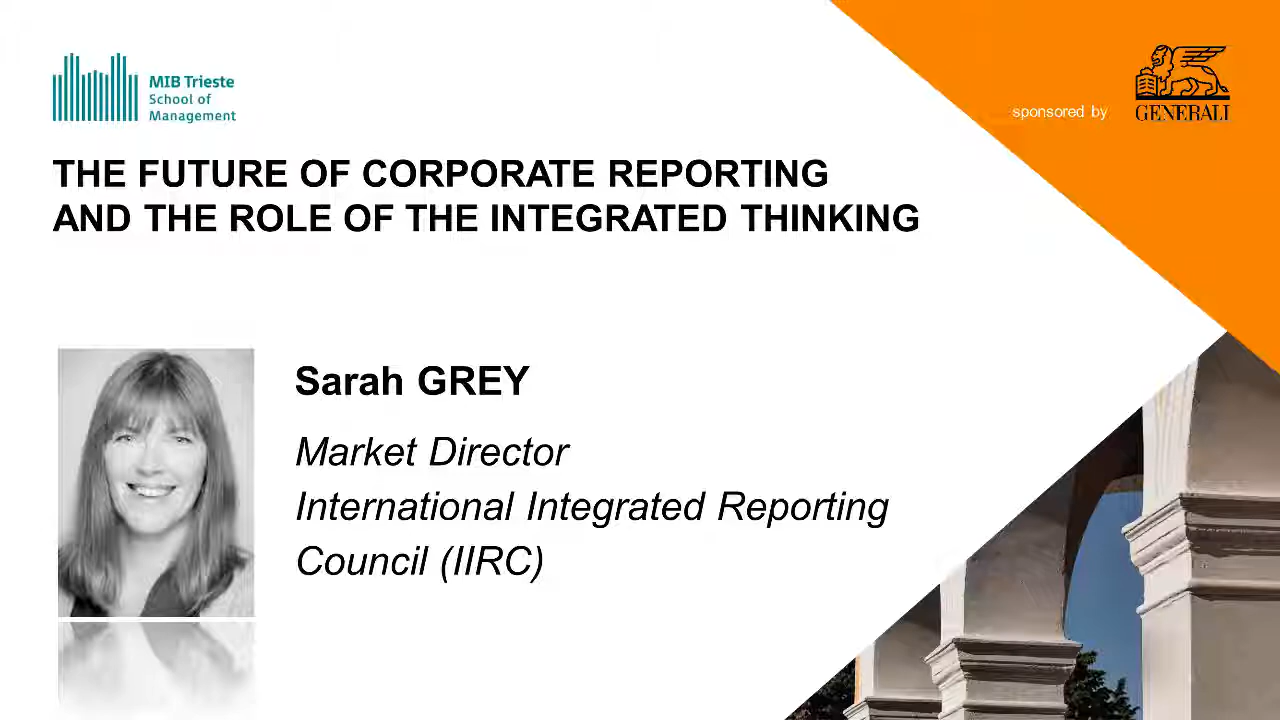 MIB Trieste
School of
Management
sponsored by
GENERALI
THE FUTURE OF CORPORATE REPORTING
AND THE ROLE OF THE INTEGRATED THINKING
Sarah GREY
Market Director
International Integrated Reporting
Council (IIRC)